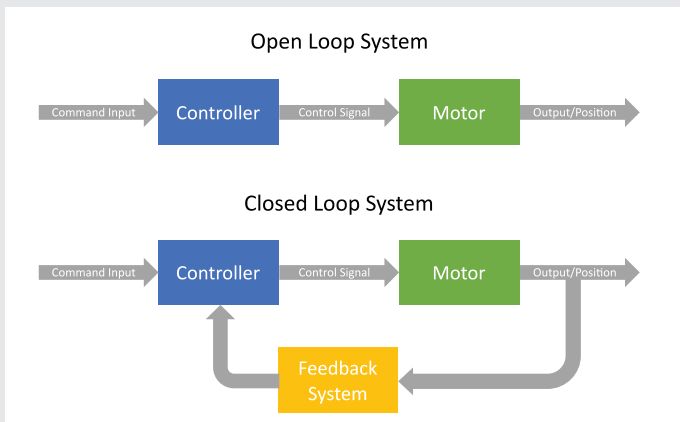 Open Loop System
Command Input
Controller
Control Signal
Motor
Output/Position
Closed Loop System
Command Input
Controller
Control Signal
Motor
Output/Position
Feedback
System